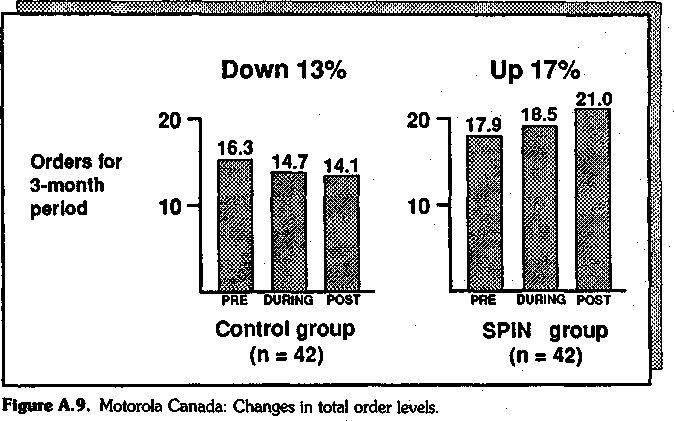 Down 13%
Up 17%
Orders for
3-month
period
20
10
16.3
14.7
14.1
PRE
DURING
POST
Control group
(n = 42)
20
10
17.9
18.5
21.0
PRE
DURING
POST
SPIN group
(n = 42)
Figure A.9. Motorola Canada: Changes in total order levels.